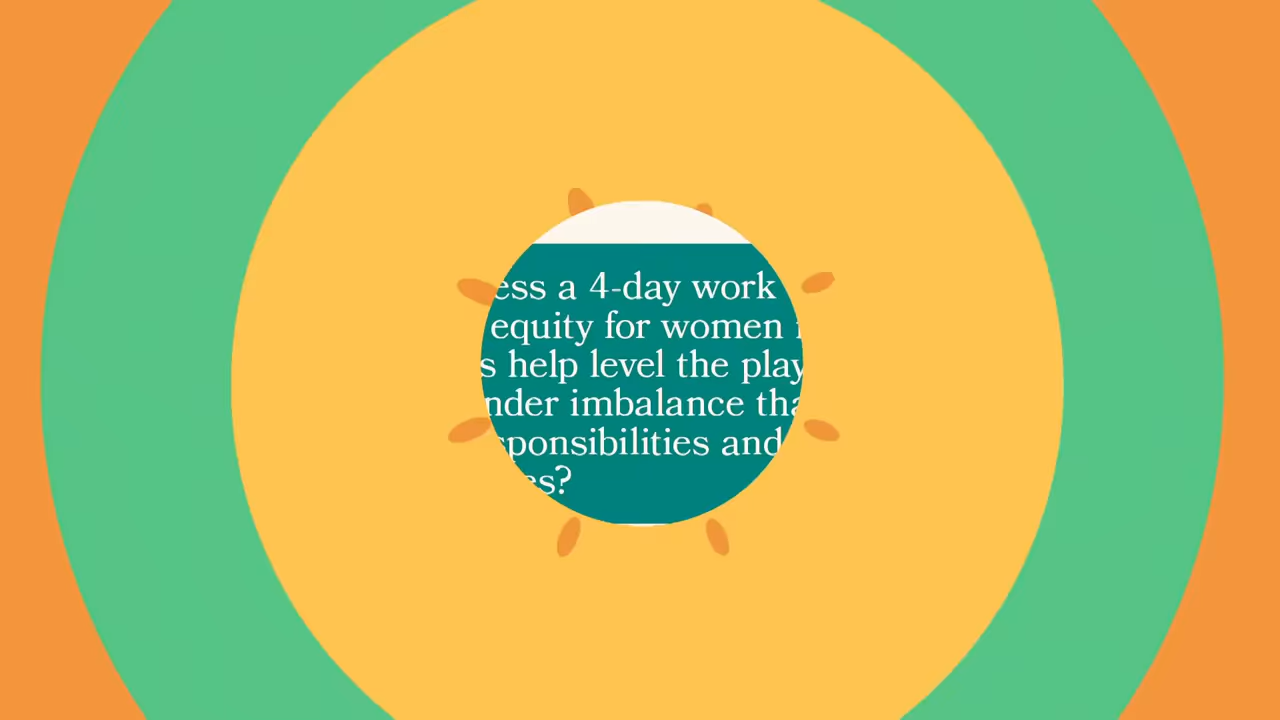 ess a 4-day work
equity for women
s help level the play
nder imbalance tha
sponsibilities and
es?